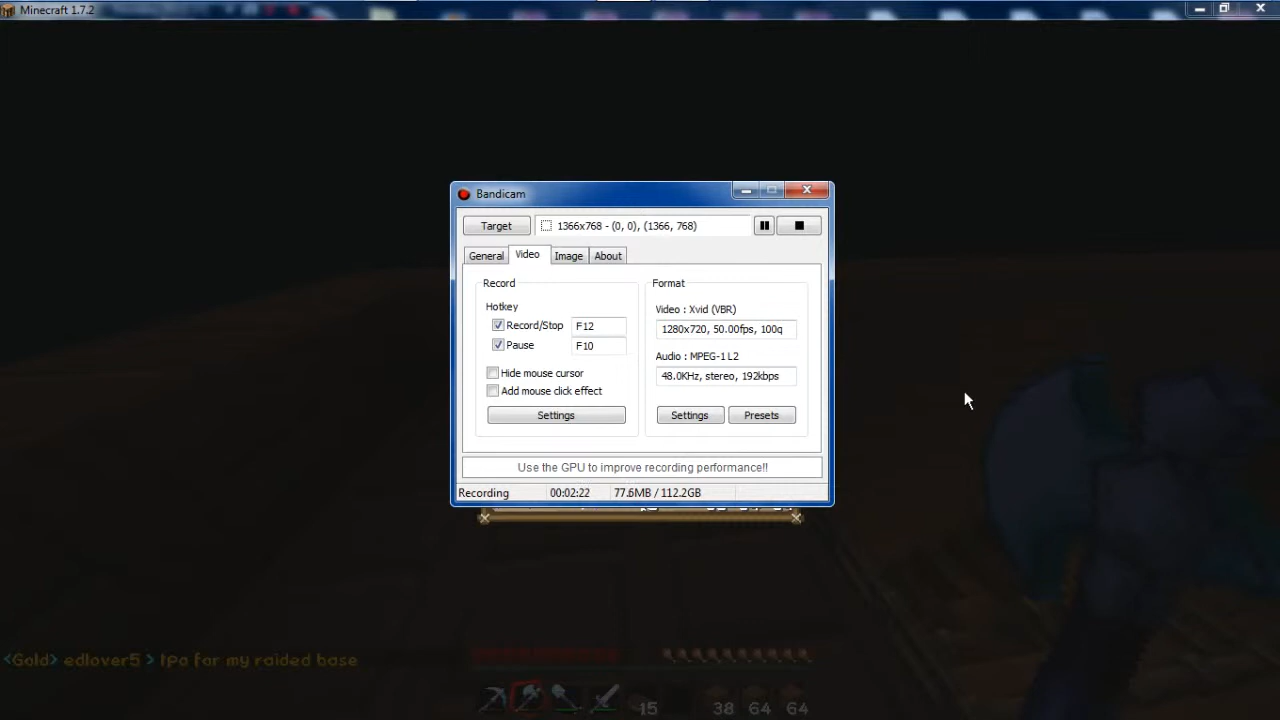 Minecraft 1.7.2
Bandicam
Target
1366x768 - (0, 0), (1366, 768)
General
Video
Image
About
Record
Hotkey
Record/Stop
F12
Pause
F10
Hide mouse cursor
Add mouse click effect
Settings
Format
Video : Xvid (VBR)
1280x720, 50.00fps, 100q
Audio : MPEG-1 L2
48.0KHz, stereo, 192kbps
Settings
Presets
Use the GPU to improve recording performance!!
Recording
00:02:22
77.6MB / 112.2GB
<Gold> edlover5 > tpa for my raided base
15
38
64
64